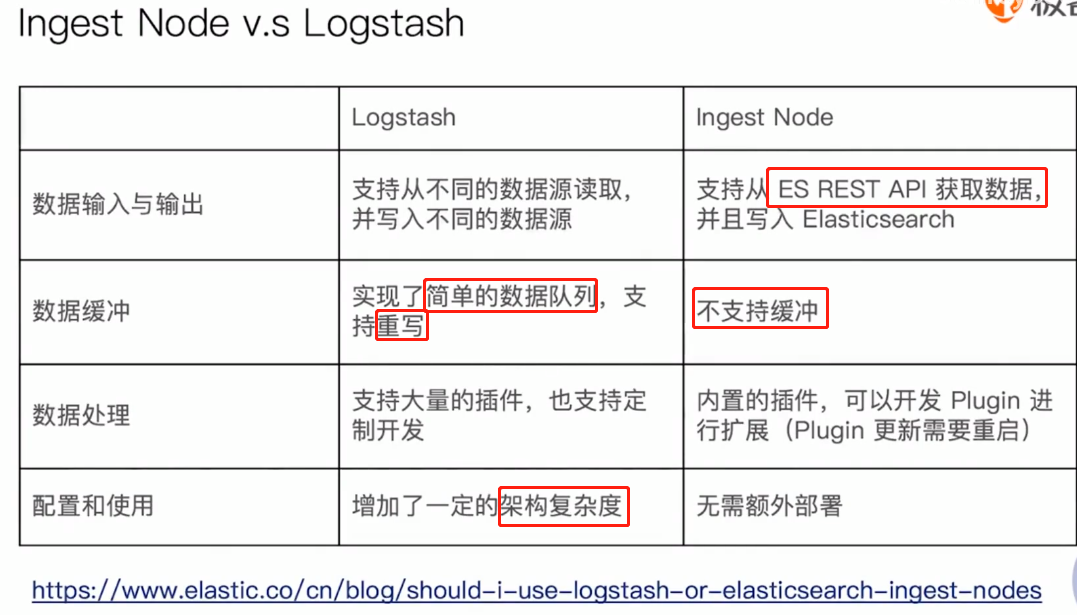 Ingest Node v.s Logstash
极客
Logstash
Ingest Node
数据输入与输出
支持从不同的数据源读取,
并写入不同的数据源
支持从 ES REST API 获取数据,
并且写入 Elasticsearch
数据缓冲
实现了简单的数据队列，支
持重写
不支持缓冲
数据处理
支持大量的插件，也支持定
制开发
内置的插件，可以开发 Plugin 进
行扩展（Plugin 更新需要重启）
配置和使用
增加了一定的架构复杂度
无需额外部署
https://www.elastic.co/cn/blog/should-i-use-logstash-or-elasticsearch-ingest-nodes